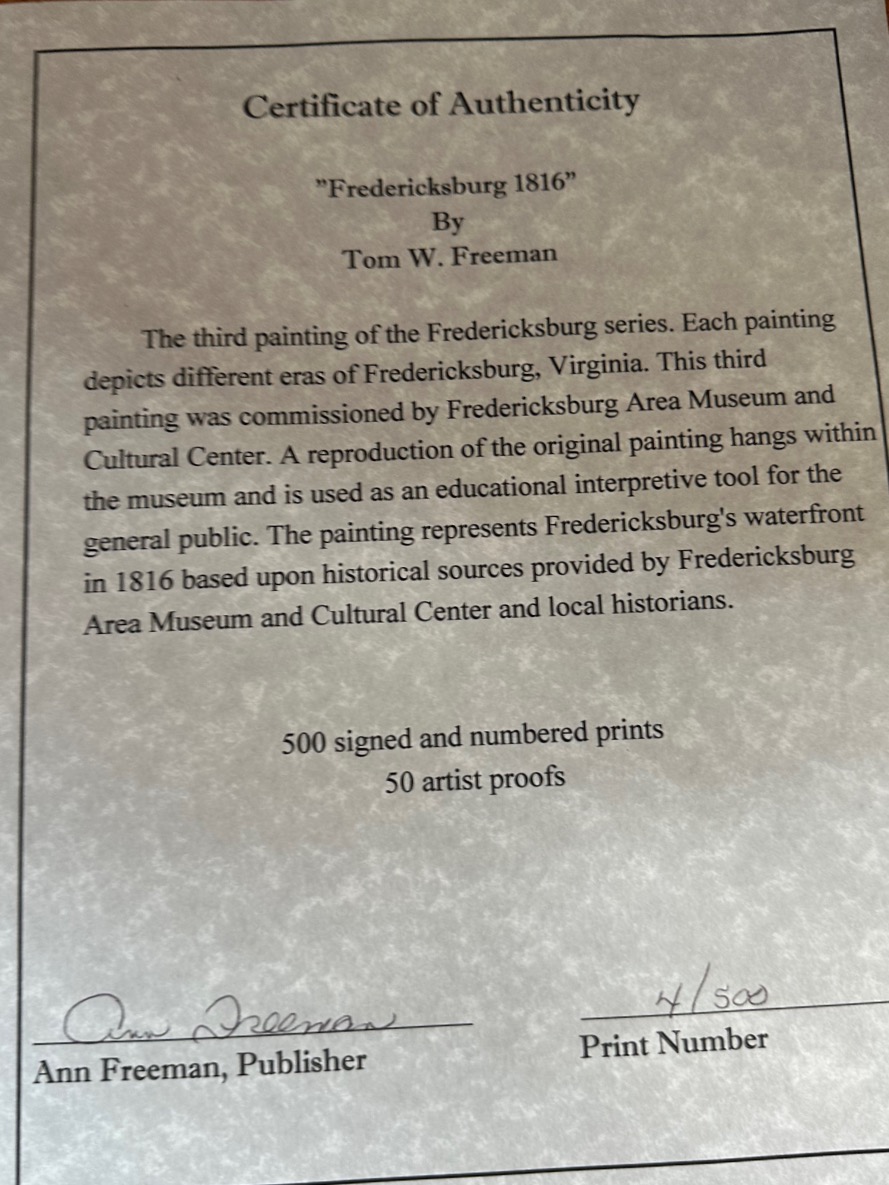 Certificate of Authenticity
”Fredericksburg 1816”
By
Tom W. Freeman
The third painting of the Fredericksburg series. Each painting
depicts different eras of Fredericksburg, Virginia. This third
painting was commissioned by Fredericksburg Area Museum and
Cultural Center. A reproduction of the original painting hangs within
the museum and is used as an educational interpretive tool for the
general public. The painting represents Fredericksburg's waterfront
in 1816 based upon historical sources provided by Fredericksburg
Area Museum and Cultural Center and local historians.
500 signed and numbered prints
50 artist proofs
Ann Freeman
4/500
Ann Freeman, Publisher
Print Number